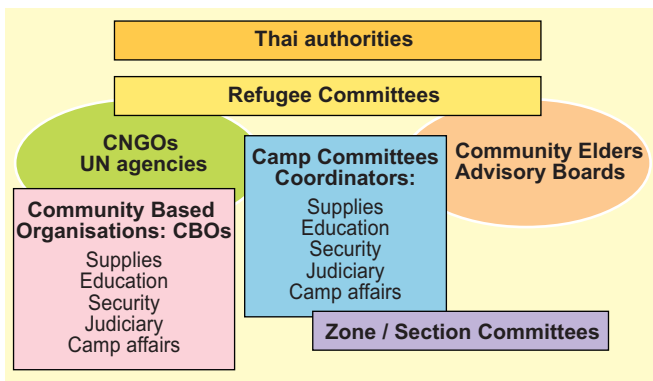 Thai authorities
Refugee Committees
CNGOs
UN agencies
Camp Committees
Coordinators:
Supplies
Education
Security
Judiciary
Camp affairs
Community Elders
Advisory Boards
Community Based
Organisations: CBOs
Supplies
Education
Security
Judiciary
Camp affairs
Zone / Section Committees